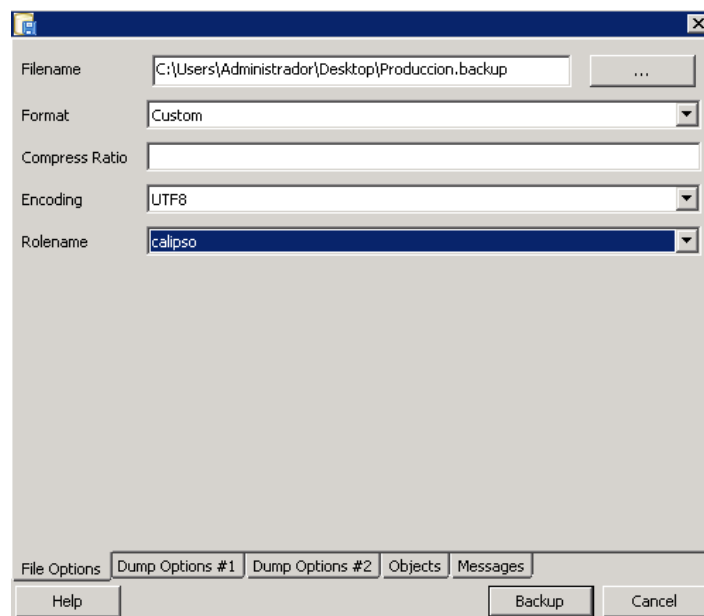 Filename C:\Users\Administrador\Desktop\Produccion.backup ...
Format Custom
Compress Ratio
Encoding UTF8
Rolename calipso
File Options Dump Options #1 Dump Options #2 Objects Messages
Help Backup Cancel